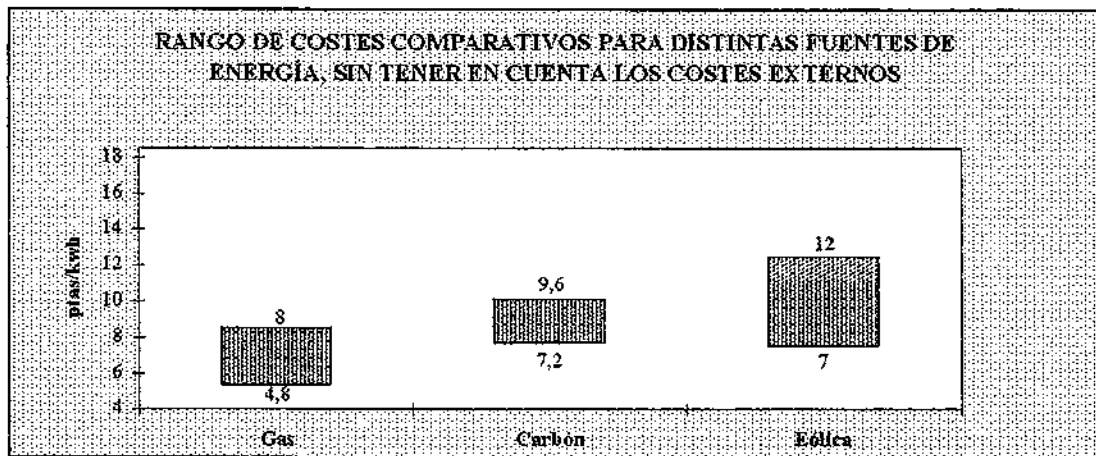 RANGO DE COSTES COMPARATIVOS PARA DISTINTAS FUENTES DE
ENERGÍA, SIN TENER EN CUENTA LOS COSTES EXTERNOS
ptas/kwh
18
16
14
12
10
8
6
4
8
4,8
9,6
7,2
12
7
Gas
Carbón
Eólica